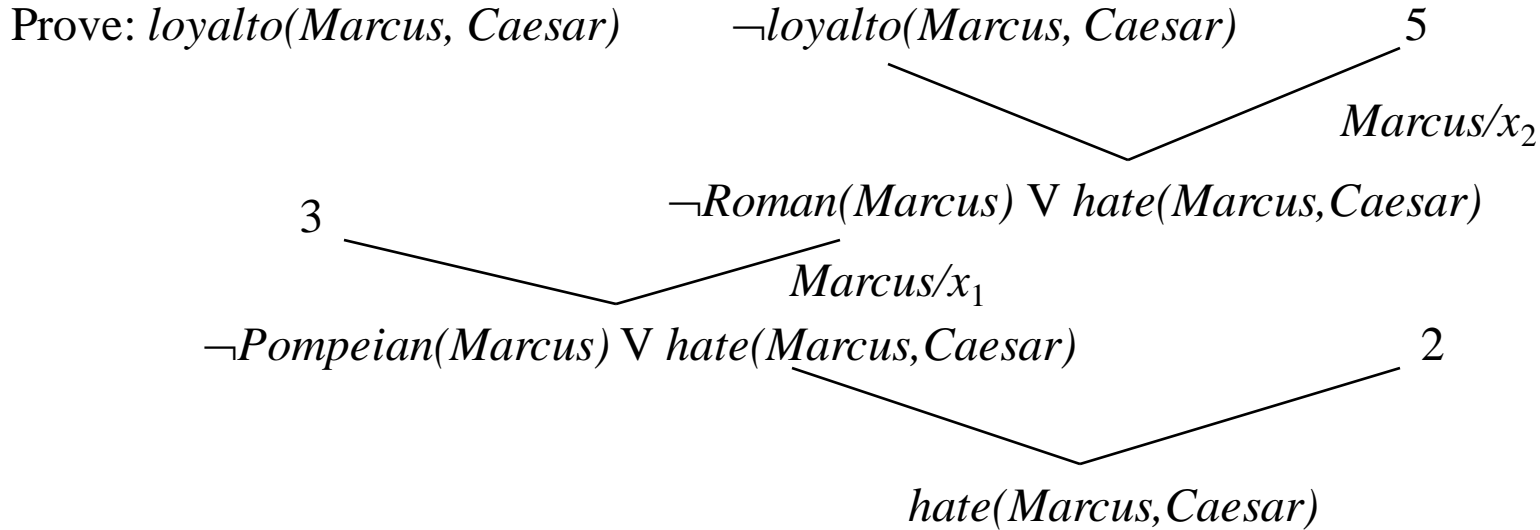 Prove: loyalto(Marcus, Caesar) ¬loyalto(Marcus, Caesar) 5
Marcus/x₂
3 ¬Roman(Marcus) V hate(Marcus,Caesar)
Marcus/x₁
¬Pompeian(Marcus) V hate(Marcus,Caesar) 2
hate(Marcus,Caesar)